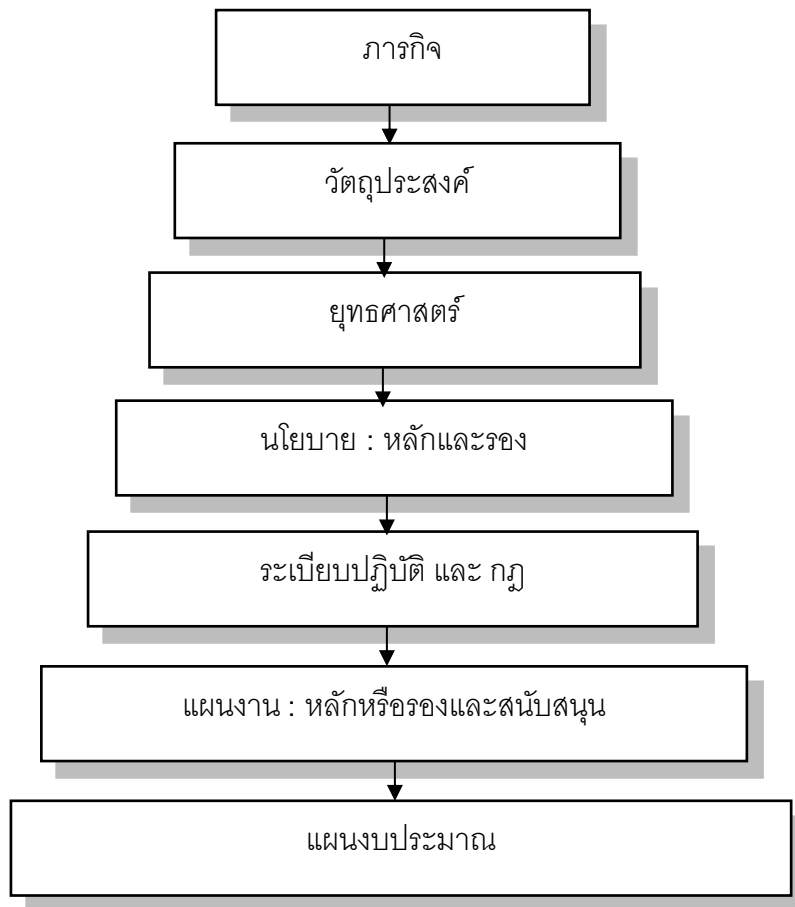 ภารกิจ
วัตถุประสงค์
ยุทธศาสตร์
นโยบาย : หลักและรอง
ระเบียบปฏิบัติ และ กฎ
แผนงาน : หลักหรือรองและสนับสนุน
แผนงบประมาณ